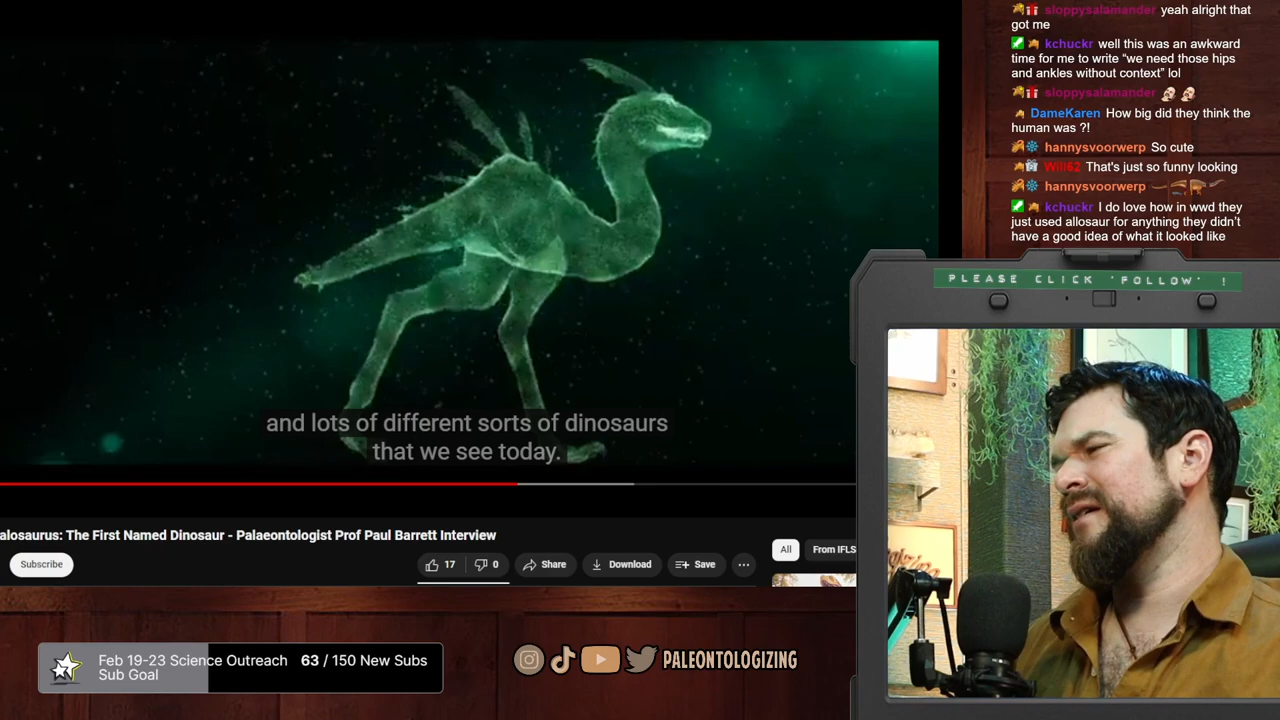 sloppysalamander yeah alright that
got me
kchuckr well this was an awkward
time for me to write “we need those hips
and ankles without context” lol
sloppysalamander
DameKaren How big did they think the
human was ?!
hannysvoorwerp So cute
Will62 That's just so funny looking
hannysvoorwerp
kchuckr I do love how in wwd they
just used allosaur for anything they didn’t
have a good idea of what it looked like
PLEASE CLICK 'FOLLOW' !
and lots of different sorts of dinosaurs
that we see today.
alosaurus: The First Named Dinosaur - Palaeontologist Prof Paul Barrett Interview
Subscribe
17
0
Share
Download
Save
All
From IFLS
Feb 19-23 Science Outreach 63 / 150 New Subs
Sub Goal
PALEONTOLOGIZING